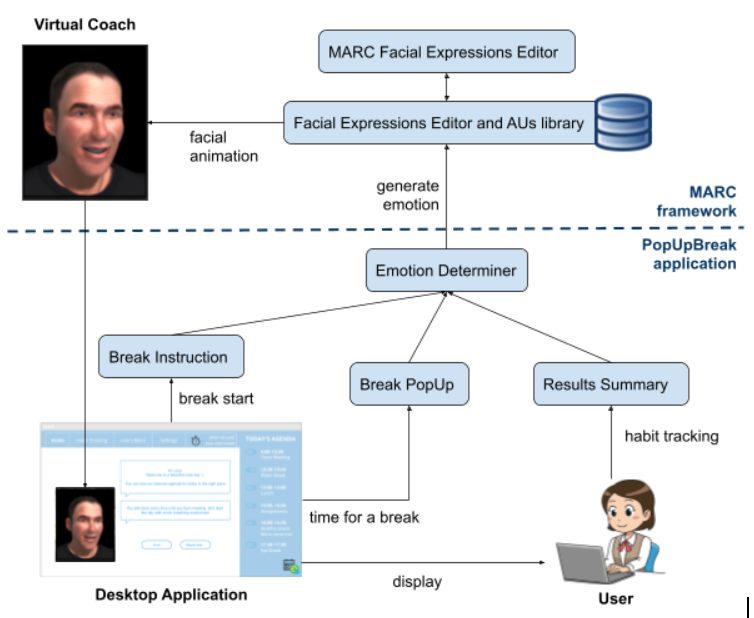 Virtual Coach
MARC Facial Expressions Editor
Facial Expressions Editor and AUs library
facial
animation
generate
emotion
MARC
framework
PopUpBreak
application
Emotion Determiner
Break Instruction
Break PopUp
Results Summary
break start
habit tracking
TODAY'S AGENDA
time for a break
display
Desktop Application
User